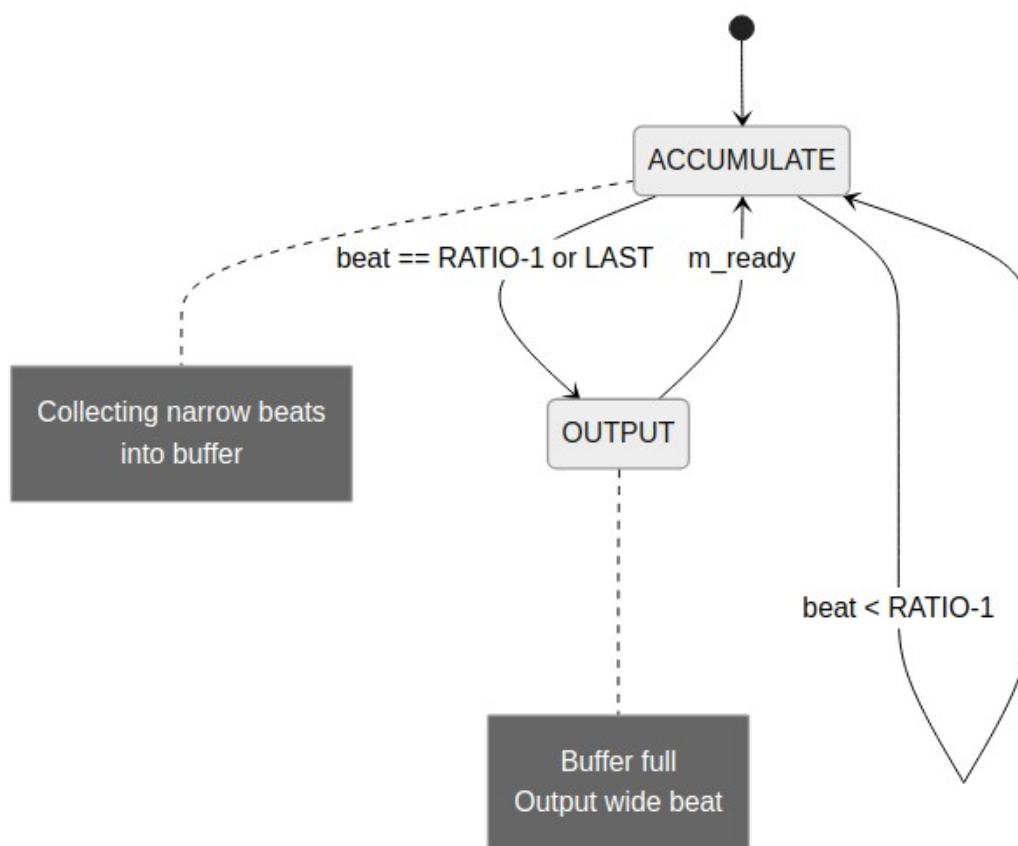 ACCUMULATE
beat == RATIO-1 or LAST
m_ready
Collecting narrow beats
into buffer
OUTPUT
beat < RATIO-1
Buffer full
Output wide beat